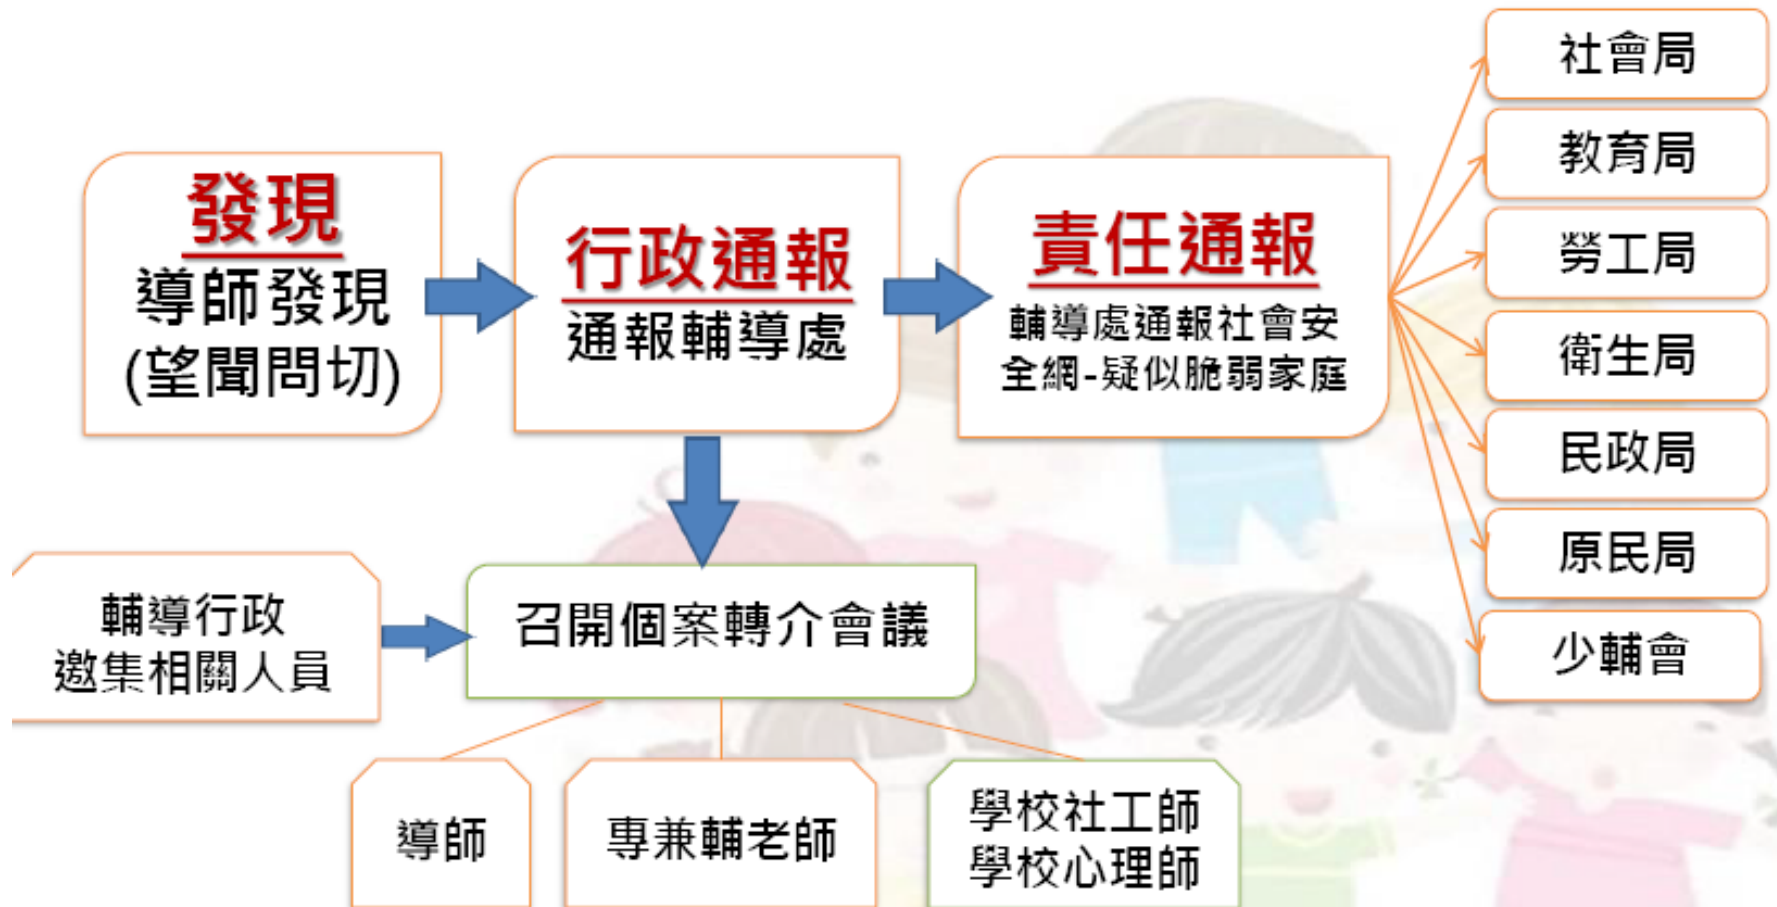 發現
導師發現
(望聞問切)
行政通報
通報輔導處
責任通報
輔導處通報社會安
全網-疑似脆弱家庭
社會局
教育局
勞工局
衛生局
民政局
原民局
少輔會
輔導行政
邀集相關人員
召開個案轉介會議
導師
專兼輔老師
學校社工師
學校心理師